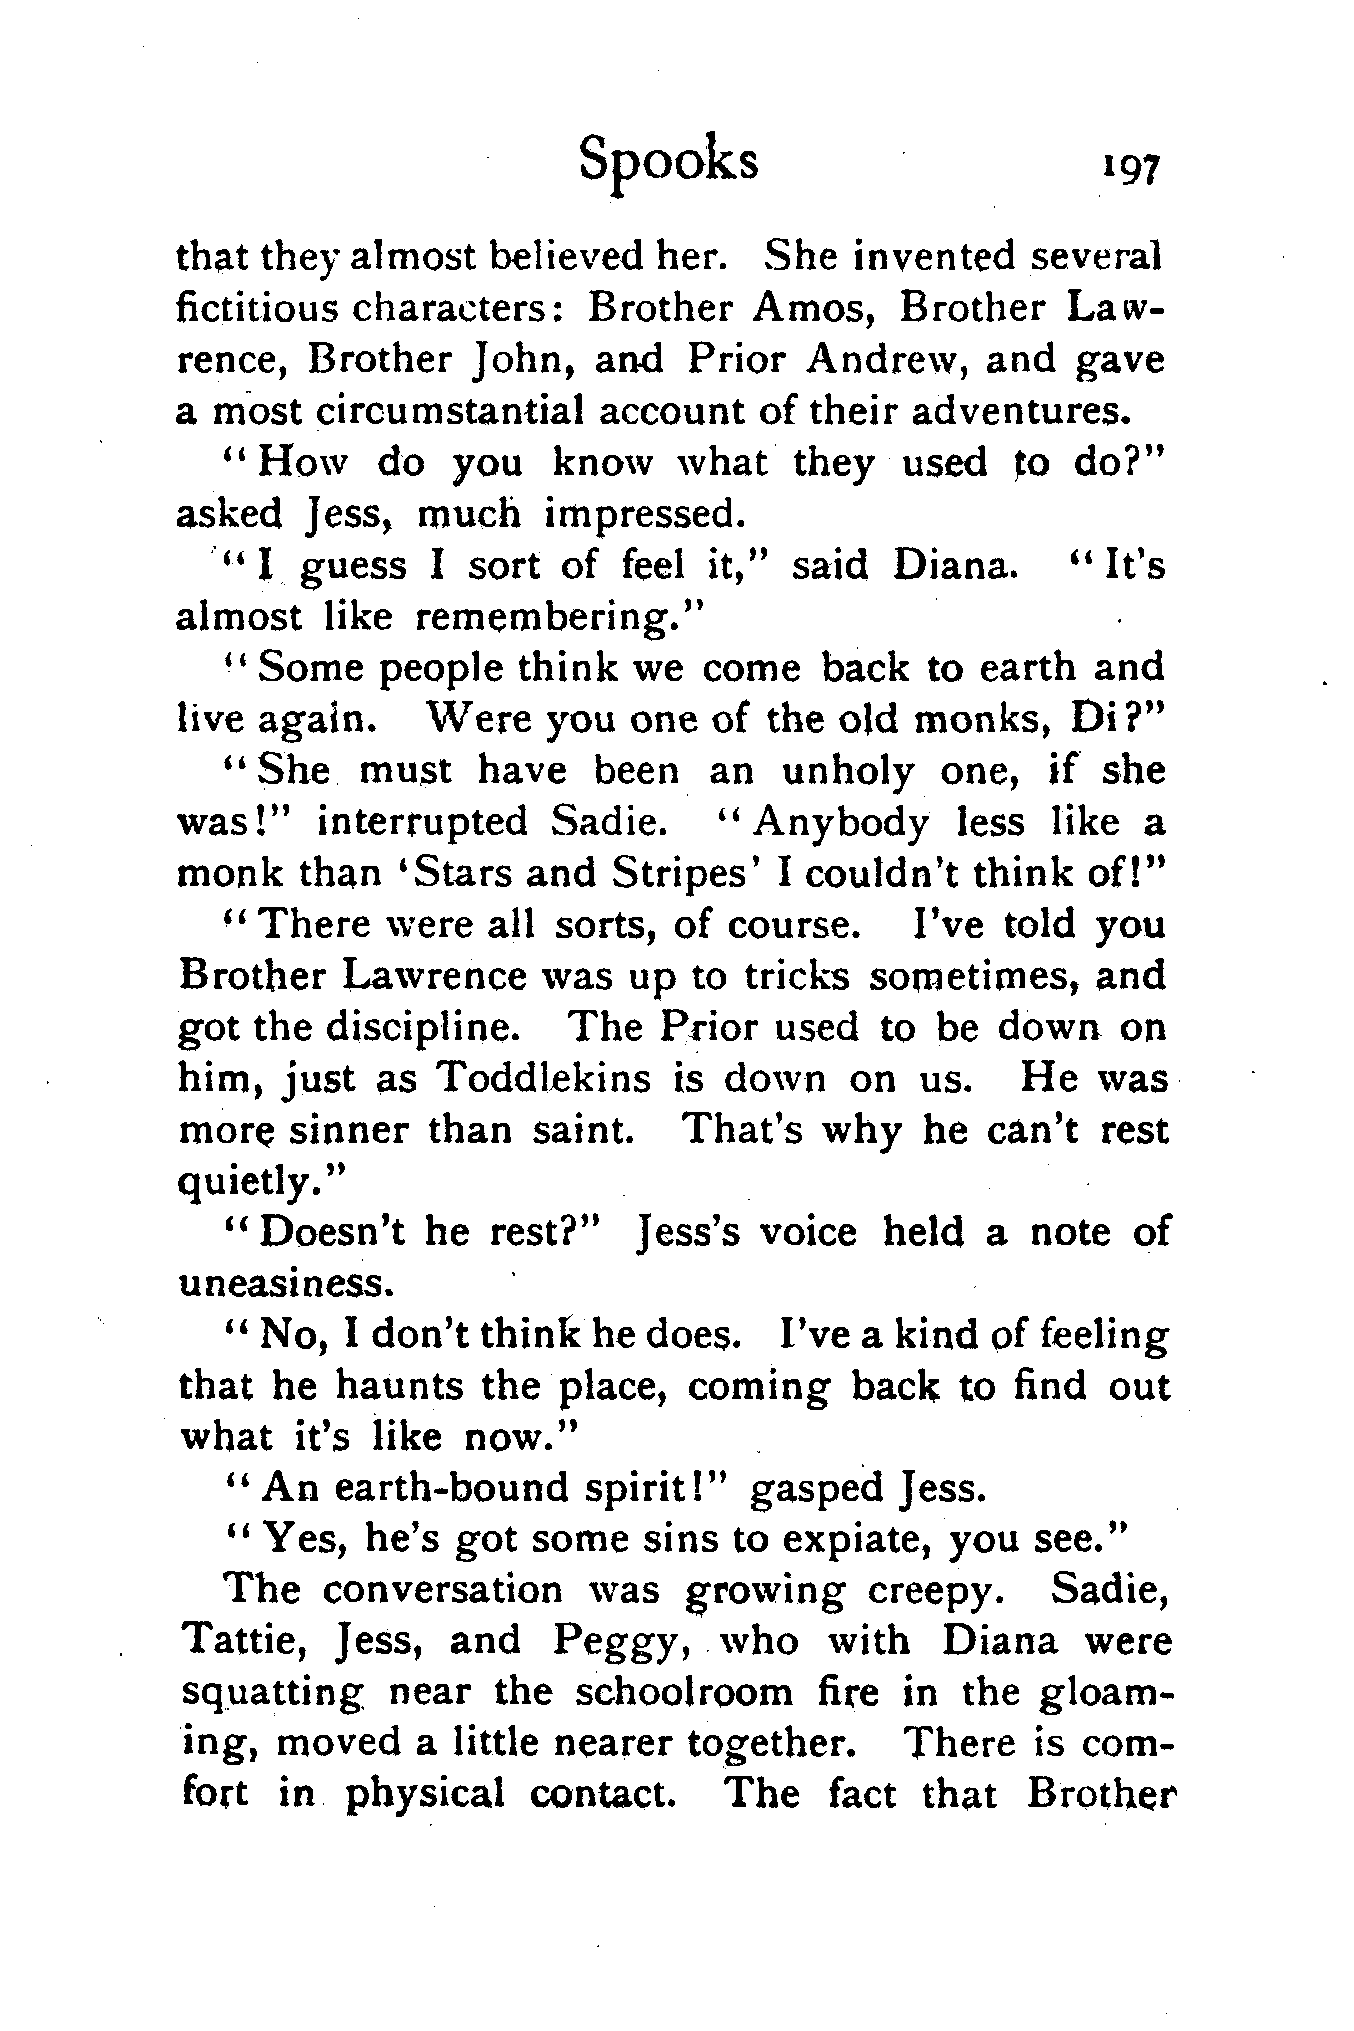 Spooks 197
that they almost believed her. She invented several
fictitious characters: Brother Amos, Brother Law-
rence, Brother John, and Prior Andrew, and gave
a most circumstantial account of their adventures.
"How do you know what they used to do?"
asked Jess, much impressed.
"I guess I sort of feel it," said Diana. "It's
almost like remembering."
"Some people think we come back to earth and
live again. Were you one of the old monks, Di?"
"She must have been an unholy one, if she
was!" interrupted Sadie. "Anybody less like a
monk than 'Stars and Stripes' I couldn't think of!"
"There were all sorts, of course. I've told you
Brother Lawrence was up to tricks sometimes, and
got the discipline. The Prior used to be down on
him, just as Toddlekins is down on us. He was
more sinner than saint. That's why he can't rest
quietly."
"Doesn't he rest?" Jess's voice held a note of
uneasiness.
"No, I don't think he does. I've a kind of feeling
that he haunts the place, coming back to find out
what it's like now."
"An earth-bound spirit!" gasped Jess.
"Yes, he's got some sins to expiate, you see."
The conversation was growing creepy. Sadie,
Tattie, Jess, and Peggy, who with Diana were
squatting near the schoolroom fire in the gloam-
ing, moved a little nearer together. There is com-
fort in physical contact. The fact that Brother